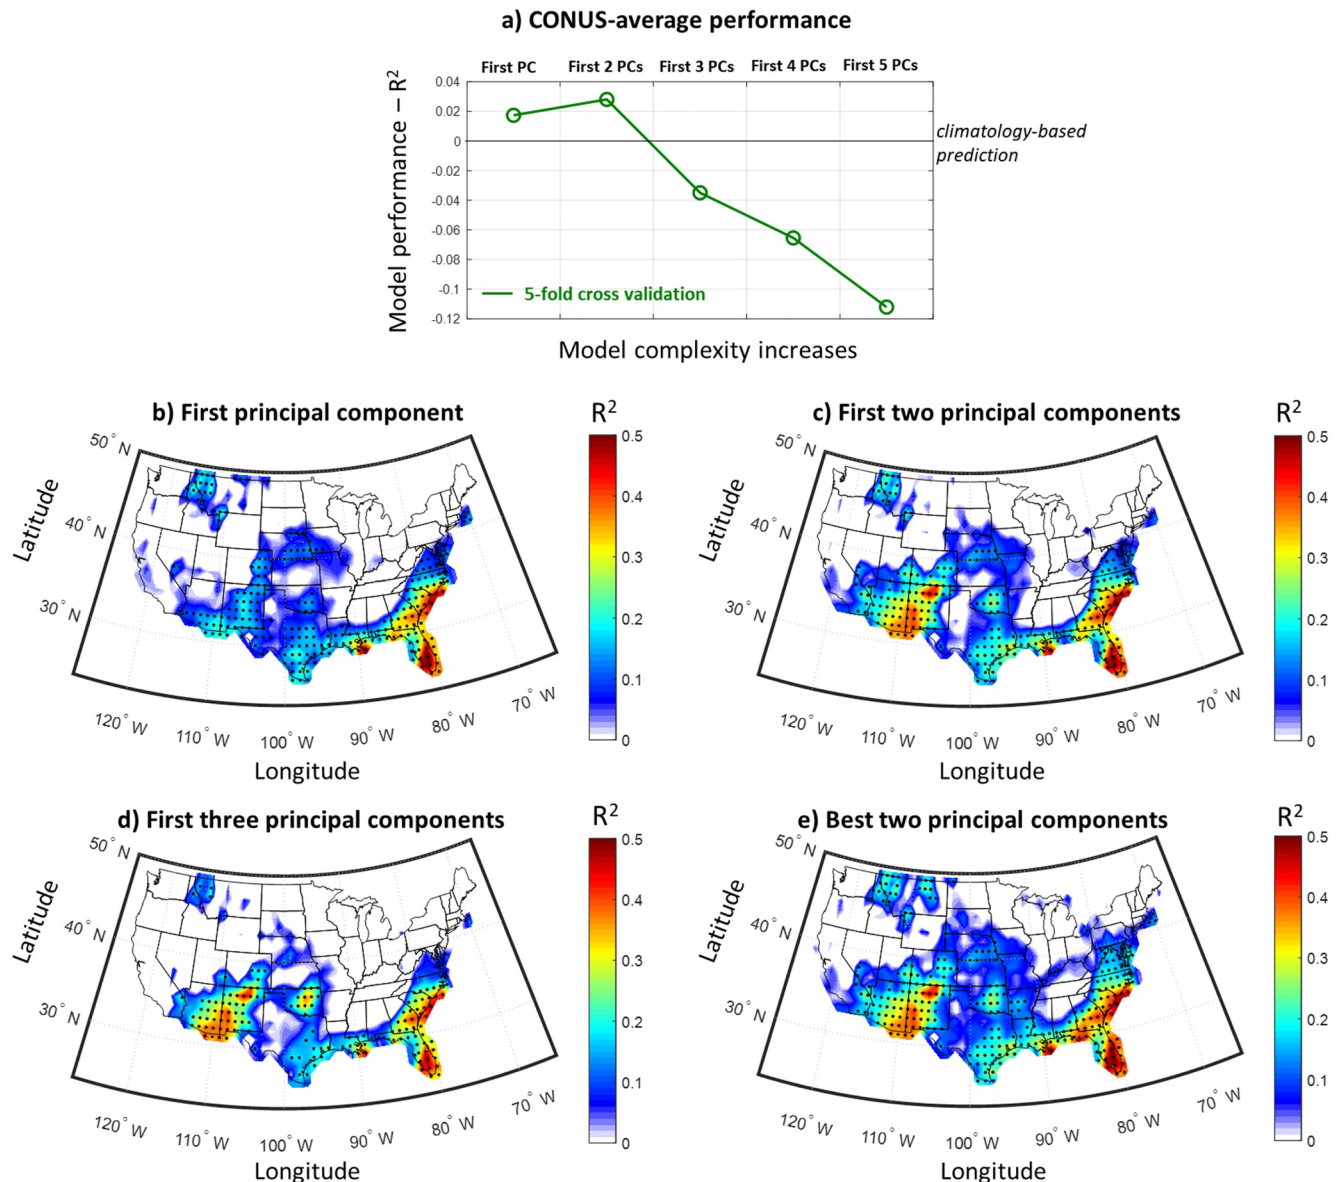 a) CONUS-average performance
First PC First 2 PCs First 3 PCs First 4 PCs First 5 PCs
Model performance – R²
0.04
0.02
0
-0.02
-0.04
-0.06
-0.08
-0.1
-0.12
climatology-based
prediction
5-fold cross validation
Model complexity increases
b) First principal component
R²
50° N
40° N
30° N
Latitude
120° W
110° W
100° W
90° W
80° W
70° W
Longitude
0.5
0.4
0.3
0.2
0.1
0
c) First two principal components
R²
50° N
40° N
30° N
Latitude
120° W
110° W
100° W
90° W
80° W
70° W
Longitude
0.5
0.4
0.3
0.2
0.1
0
d) First three principal components
R²
50° N
40° N
30° N
Latitude
120° W
110° W
100° W
90° W
80° W
70° W
Longitude
0.5
0.4
0.3
0.2
0.1
0
e) Best two principal components
R²
50° N
40° N
30° N
Latitude
120° W
110° W
100° W
90° W
80° W
70° W
Longitude
0.5
0.4
0.3
0.2
0.1
0